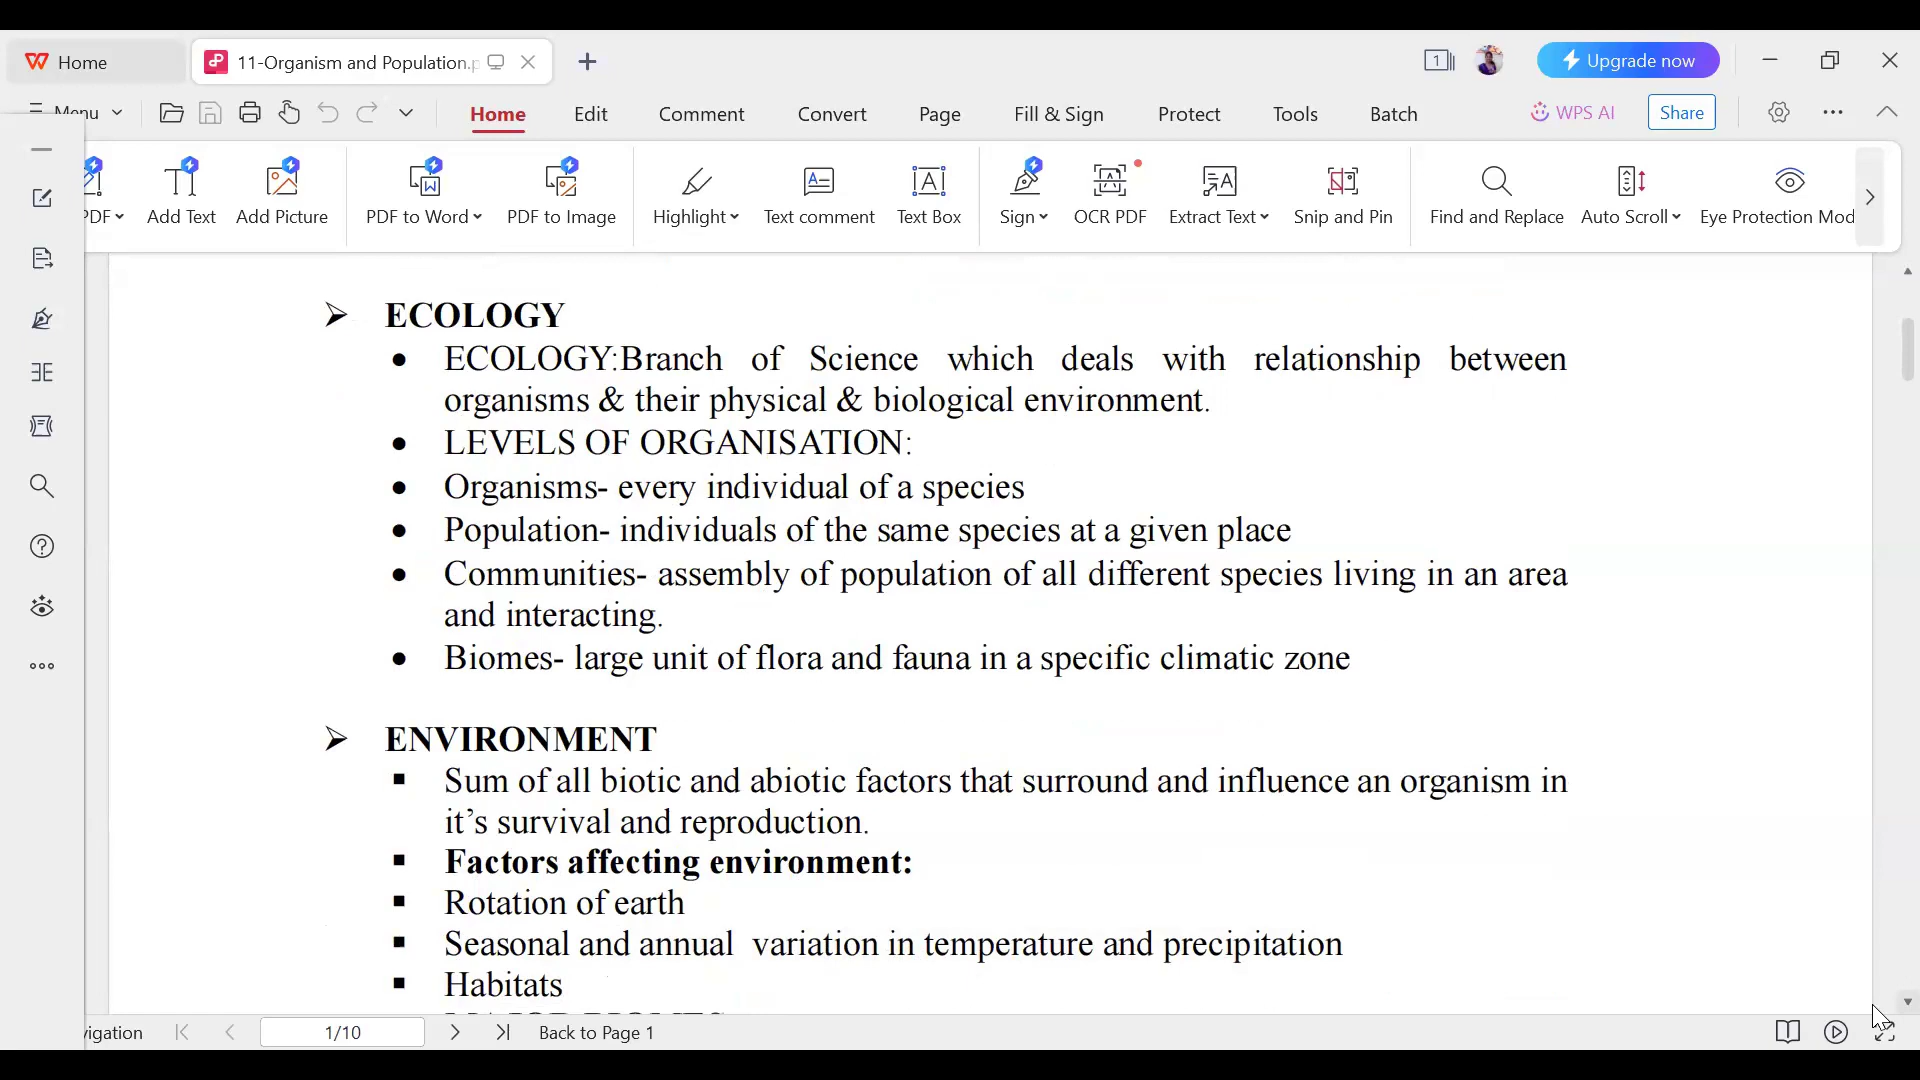 Home
11-Organism and Population.p
1
Upgrade now
Menu
Home
Edit
Comment
Convert
Page
Fill & Sign
Protect
Tools
Batch
WPS AI
Share
PDF
Add Text
Add Picture
PDF to Word
PDF to Image
Highlight
Text comment
Text Box
Sign
OCR PDF
Extract Text
Snip and Pin
Find and Replace
Auto Scroll
Eye Protection Mod
ECOLOGY
ECOLOGY:Branch of Science which deals with relationship between
organisms & their physical & biological environment.
LEVELS OF ORGANISATION:
Organisms- every individual of a species
Population- individuals of the same species at a given place
Communities- assembly of population of all different species living in an area
and interacting.
Biomes- large unit of flora and fauna in a specific climatic zone
ENVIRONMENT
Sum of all biotic and abiotic factors that surround and influence an organism in
it’s survival and reproduction.
Factors affecting environment:
Rotation of earth
Seasonal and annual variation in temperature and precipitation
Habitats
vigation
1/10
Back to Page 1